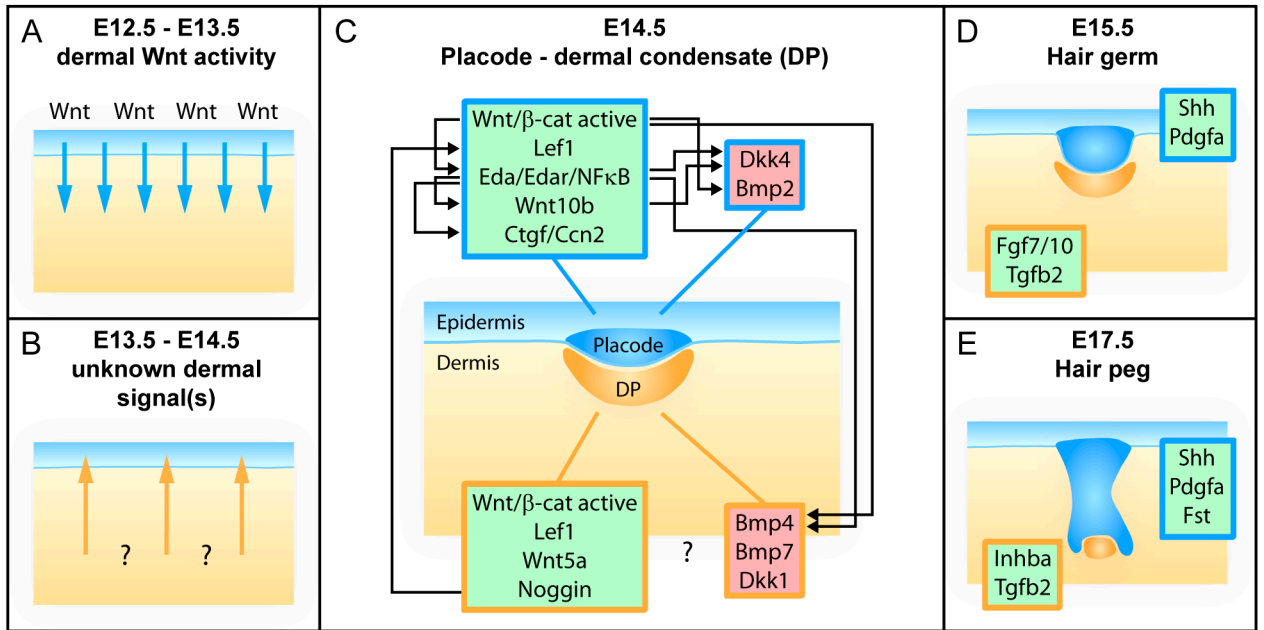 A
E12.5 - E13.5
dermal Wnt activity
Wnt Wnt Wnt Wnt
B
E13.5 - E14.5
unknown dermal
signal(s)
? ?
C
E14.5
Placode - dermal condensate (DP)
Wnt/β-cat active
Lef1
Eda/Edar/NFκB
Wnt10b
Ctgf/Ccn2
Dkk4
Bmp2
Epidermis
Placode
Dermis
DP
Wnt/β-cat active
Lef1
Wnt5a
Noggin
?
Bmp4
Bmp7
Dkk1
D
E15.5
Hair germ
Shh
Pdgfa
Fgf7/10
Tgfb2
E
E17.5
Hair peg
Shh
Pdgfa
Fst
Inhba
Tgfb2